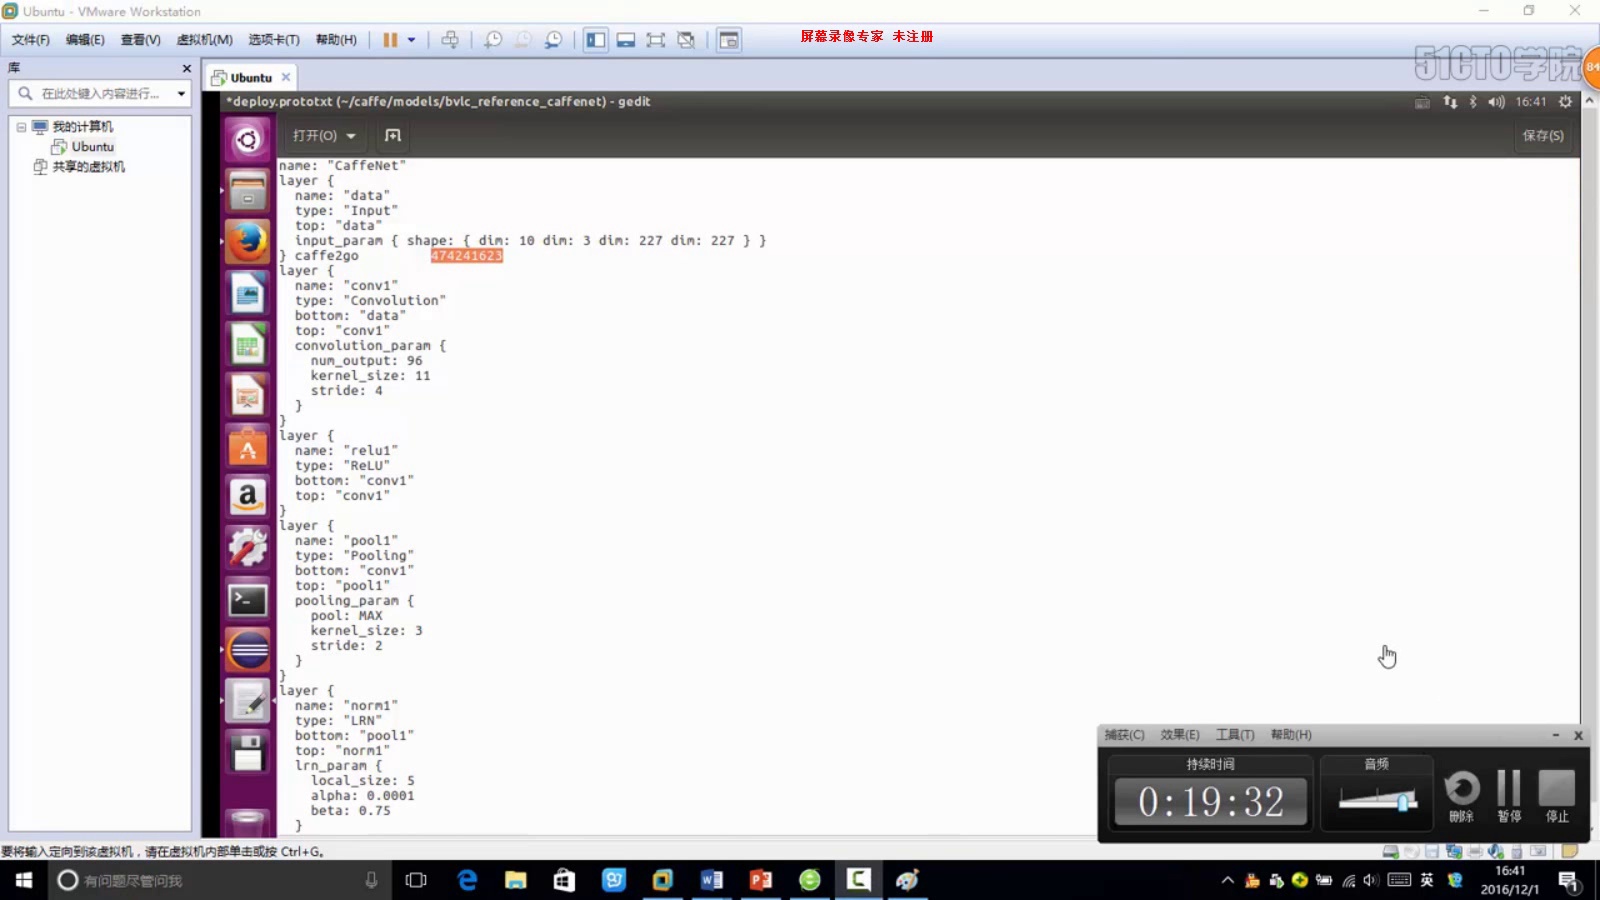 Ubuntu - VMware Workstation
文件(F) 编辑(E) 查看(V) 虚拟机(M) 选项卡(T) 帮助(H)
屏幕录像专家 未注册
51CTO学院
84
库
在此处键入内容进行...
我的计算机
Ubuntu
共享的虚拟机
Ubuntu
*deploy.prototxt (~/caffe/models/bvlc_reference_caffenet) - gedit
16:41
打开(O)
保存(S)
name: "CaffeNet"
layer {
  name: "data"
  type: "Input"
  top: "data"
  input_param { shape: { dim: 10 dim: 3 dim: 227 dim: 227 } }
} caffe2go         474241623
layer {
  name: "conv1"
  type: "Convolution"
  bottom: "data"
  top: "conv1"
  convolution_param {
    num_output: 96
    kernel_size: 11
    stride: 4
  }
}
layer {
  name: "relu1"
  type: "ReLU"
  bottom: "conv1"
  top: "conv1"
}
layer {
  name: "pool1"
  type: "Pooling"
  bottom: "conv1"
  top: "pool1"
  pooling_param {
    pool: MAX
    kernel_size: 3
    stride: 2
  }
}
layer {
  name: "norm1"
  type: "LRN"
  bottom: "pool1"
  top: "norm1"
  lrn_param {
    local_size: 5
    alpha: 0.0001
    beta: 0.75
  }
捕获(C) 效果(E) 工具(T) 帮助(H)
持续时间
音频
0:19:32
删除 暂停 停止
要将输入定向到该虚拟机，请在虚拟机内部单击或按 Ctrl+G。
有问题尽管问我
英
16:41
2016/12/1
1